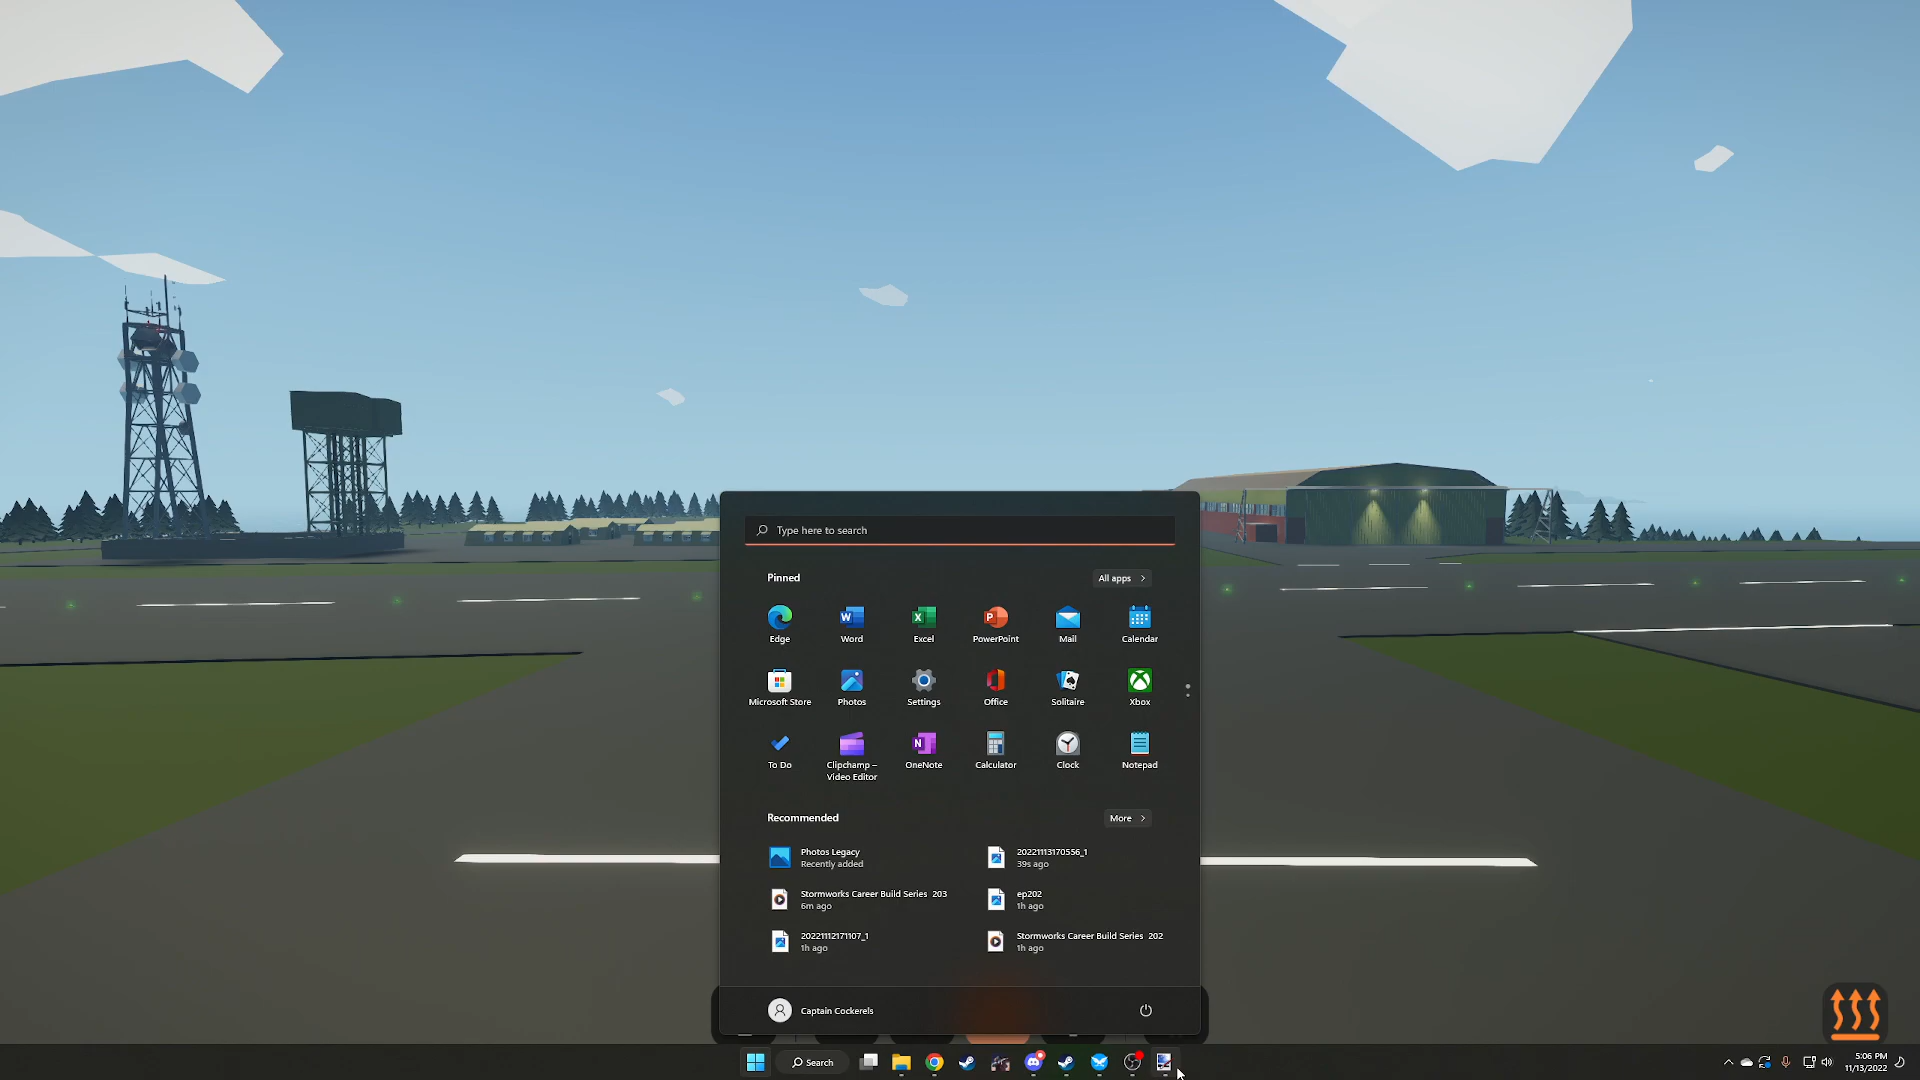 Type here to search
Pinned
All apps
Edge
Word
Excel
PowerPoint
Mail
Calendar
Microsoft Store
Photos
Settings
Office
Solitaire
Xbox
To Do
Clipchamp –
Video Editor
OneNote
Calculator
Clock
Notepad
Recommended
More
Photos Legacy
Recently added
20221113170556_1
39s ago
Stormworks Career Build Series 203
6m ago
ep202
1h ago
20221112171107_1
1h ago
Stormworks Career Build Series 202
1h ago
Captain Cockerels
Search
5:06 PM
11/13/2022